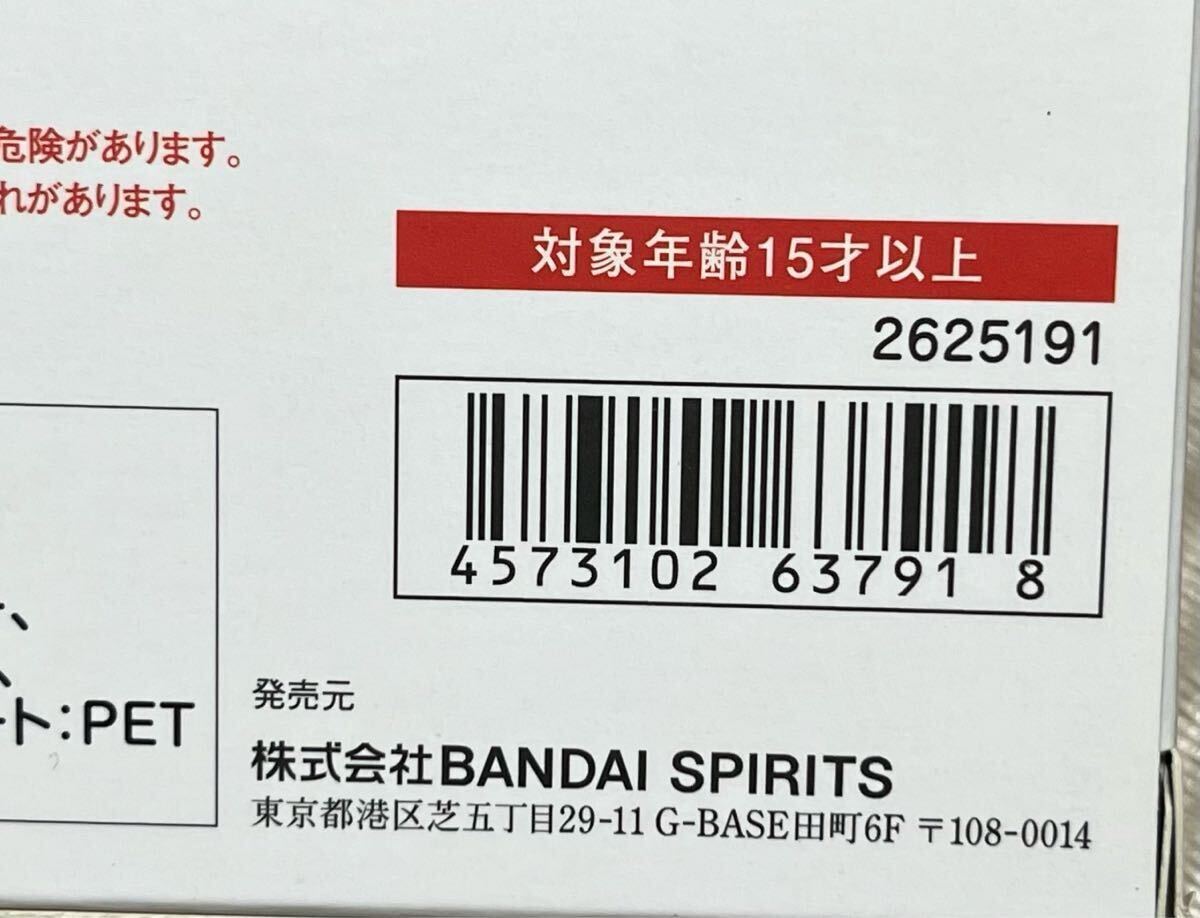 危険があります。
れがあります。
対象年齢15才以上
2625191
4573102 63791 8
ート:PET
発売元
株式会社BANDAI SPIRITS
東京都港区芝五丁目29-11 G-BASE田町6F 〒108-0014